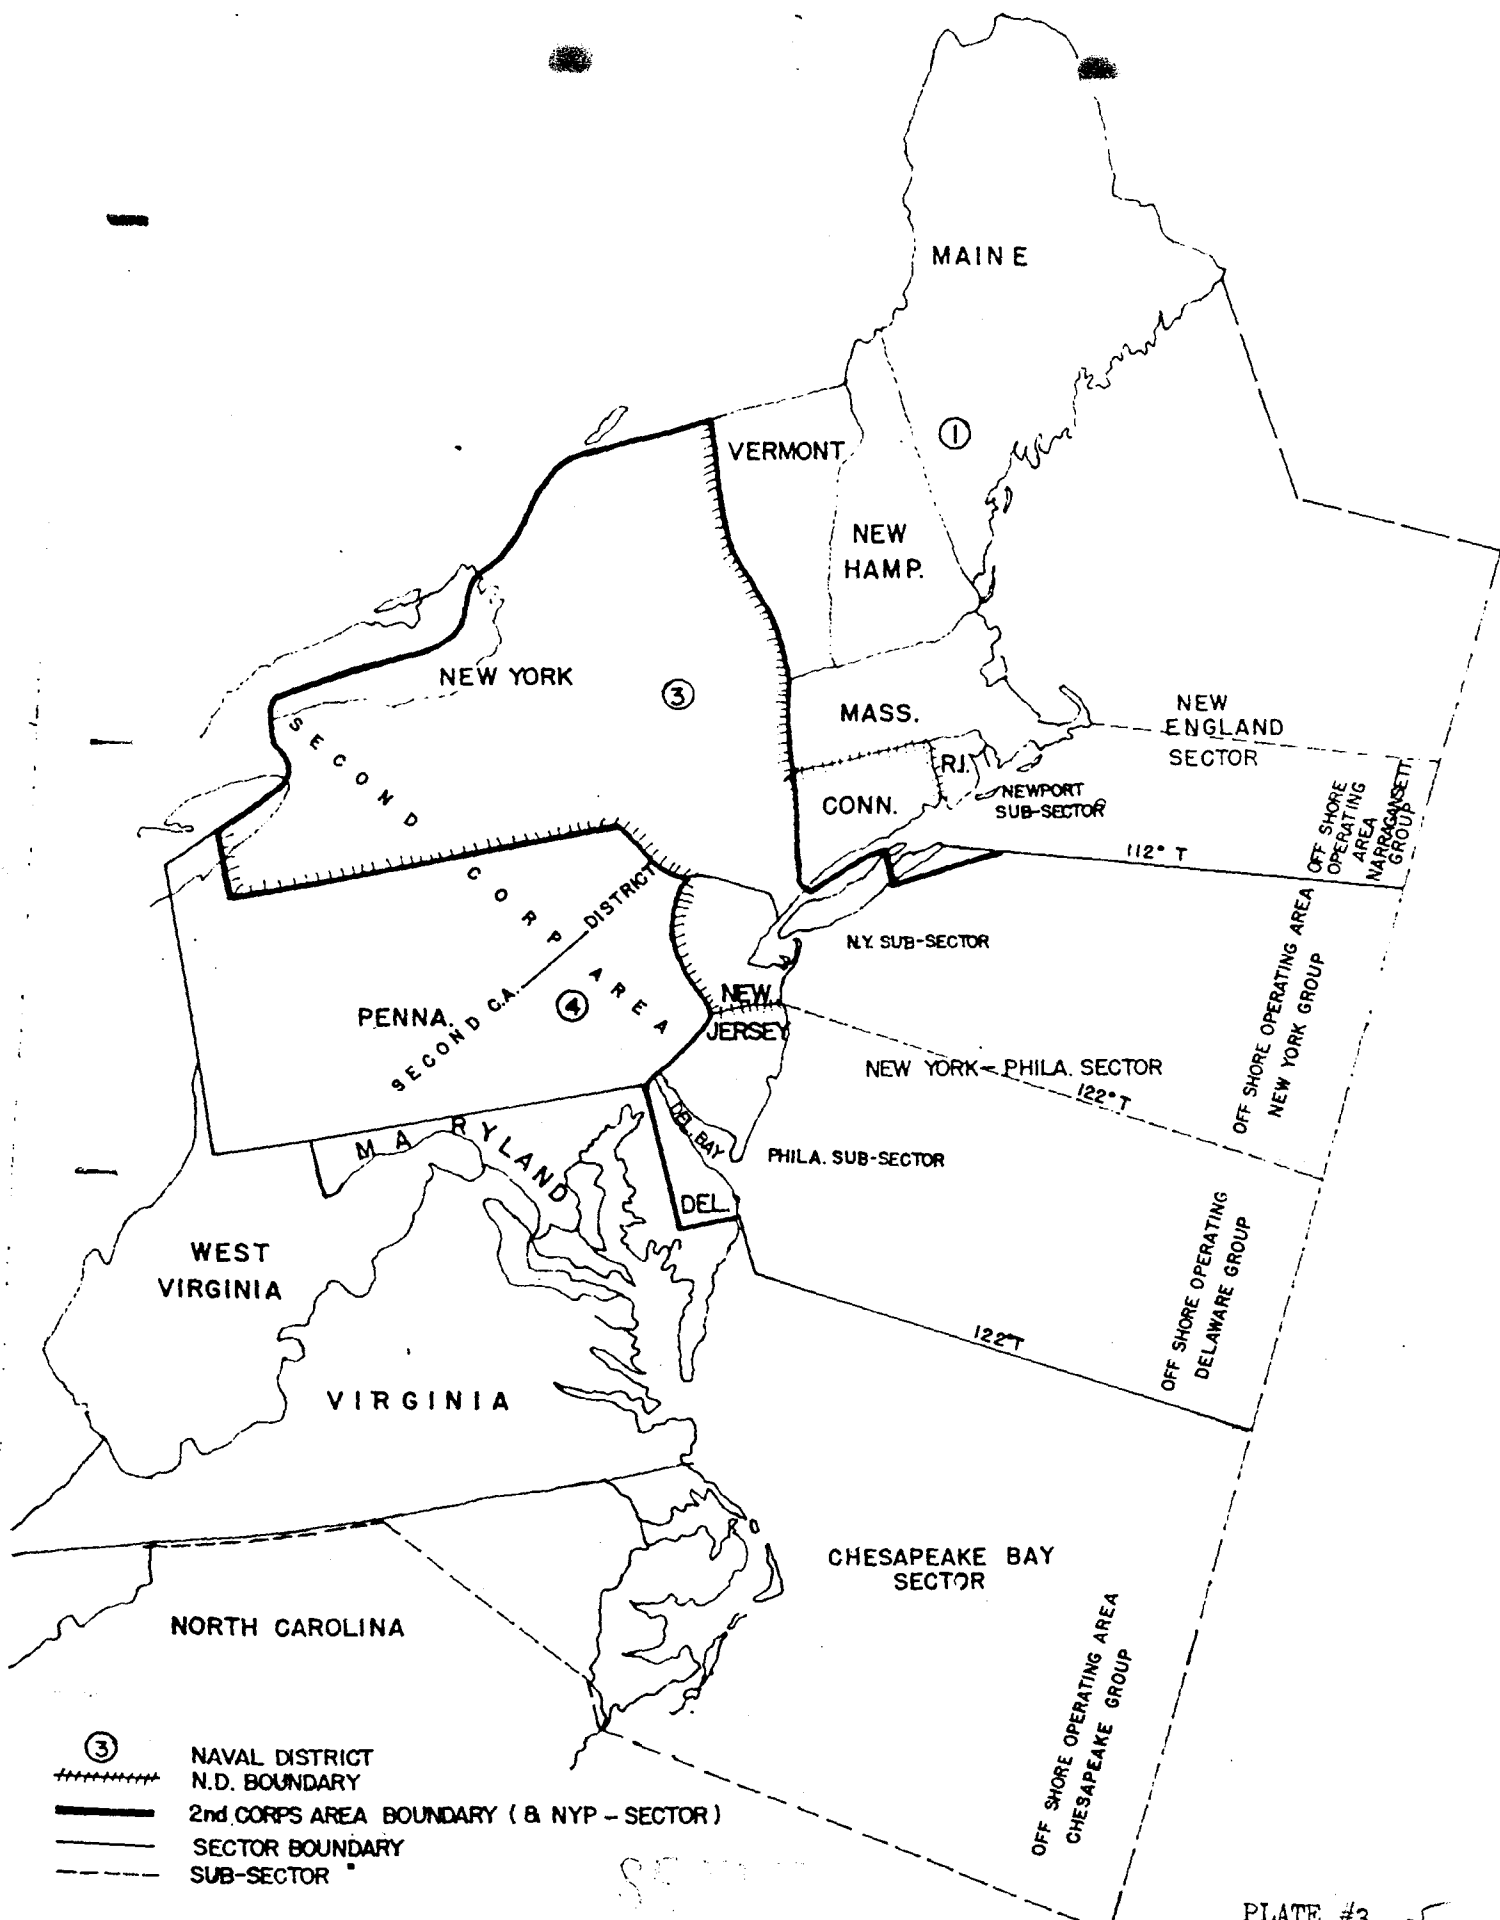 MAINE
①
VERMONT
NEW
HAMP.
NEW YORK
③
MASS.
NEW
ENGLAND
SECTOR
R.I.
CONN.
NEWPORT
SUB-SECTOR
OFF SHORE
OPERATING
AREA
NARRAGANSETT
GROUP
112° T
SECOND CORP AREA
SECOND C.A. DISTRICT
N.Y. SUB-SECTOR
OFF SHORE OPERATING AREA
NEW YORK GROUP
PENNA.
④
NEW
JERSEY
NEW YORK - PHILA. SECTOR
122° T
DEL. BAY
PHILA. SUB-SECTOR
MARYLAND
DEL.
OFF SHORE OPERATING
DELAWARE GROUP
WEST
VIRGINIA
122° T
VIRGINIA
CHESAPEAKE BAY
SECTOR
NORTH CAROLINA
OFF SHORE OPERATING AREA
CHESAPEAKE GROUP
③ NAVAL DISTRICT
N.D. BOUNDARY
2nd CORPS AREA BOUNDARY ( & NYP - SECTOR )
SECTOR BOUNDARY
SUB-SECTOR "
PLATE #3